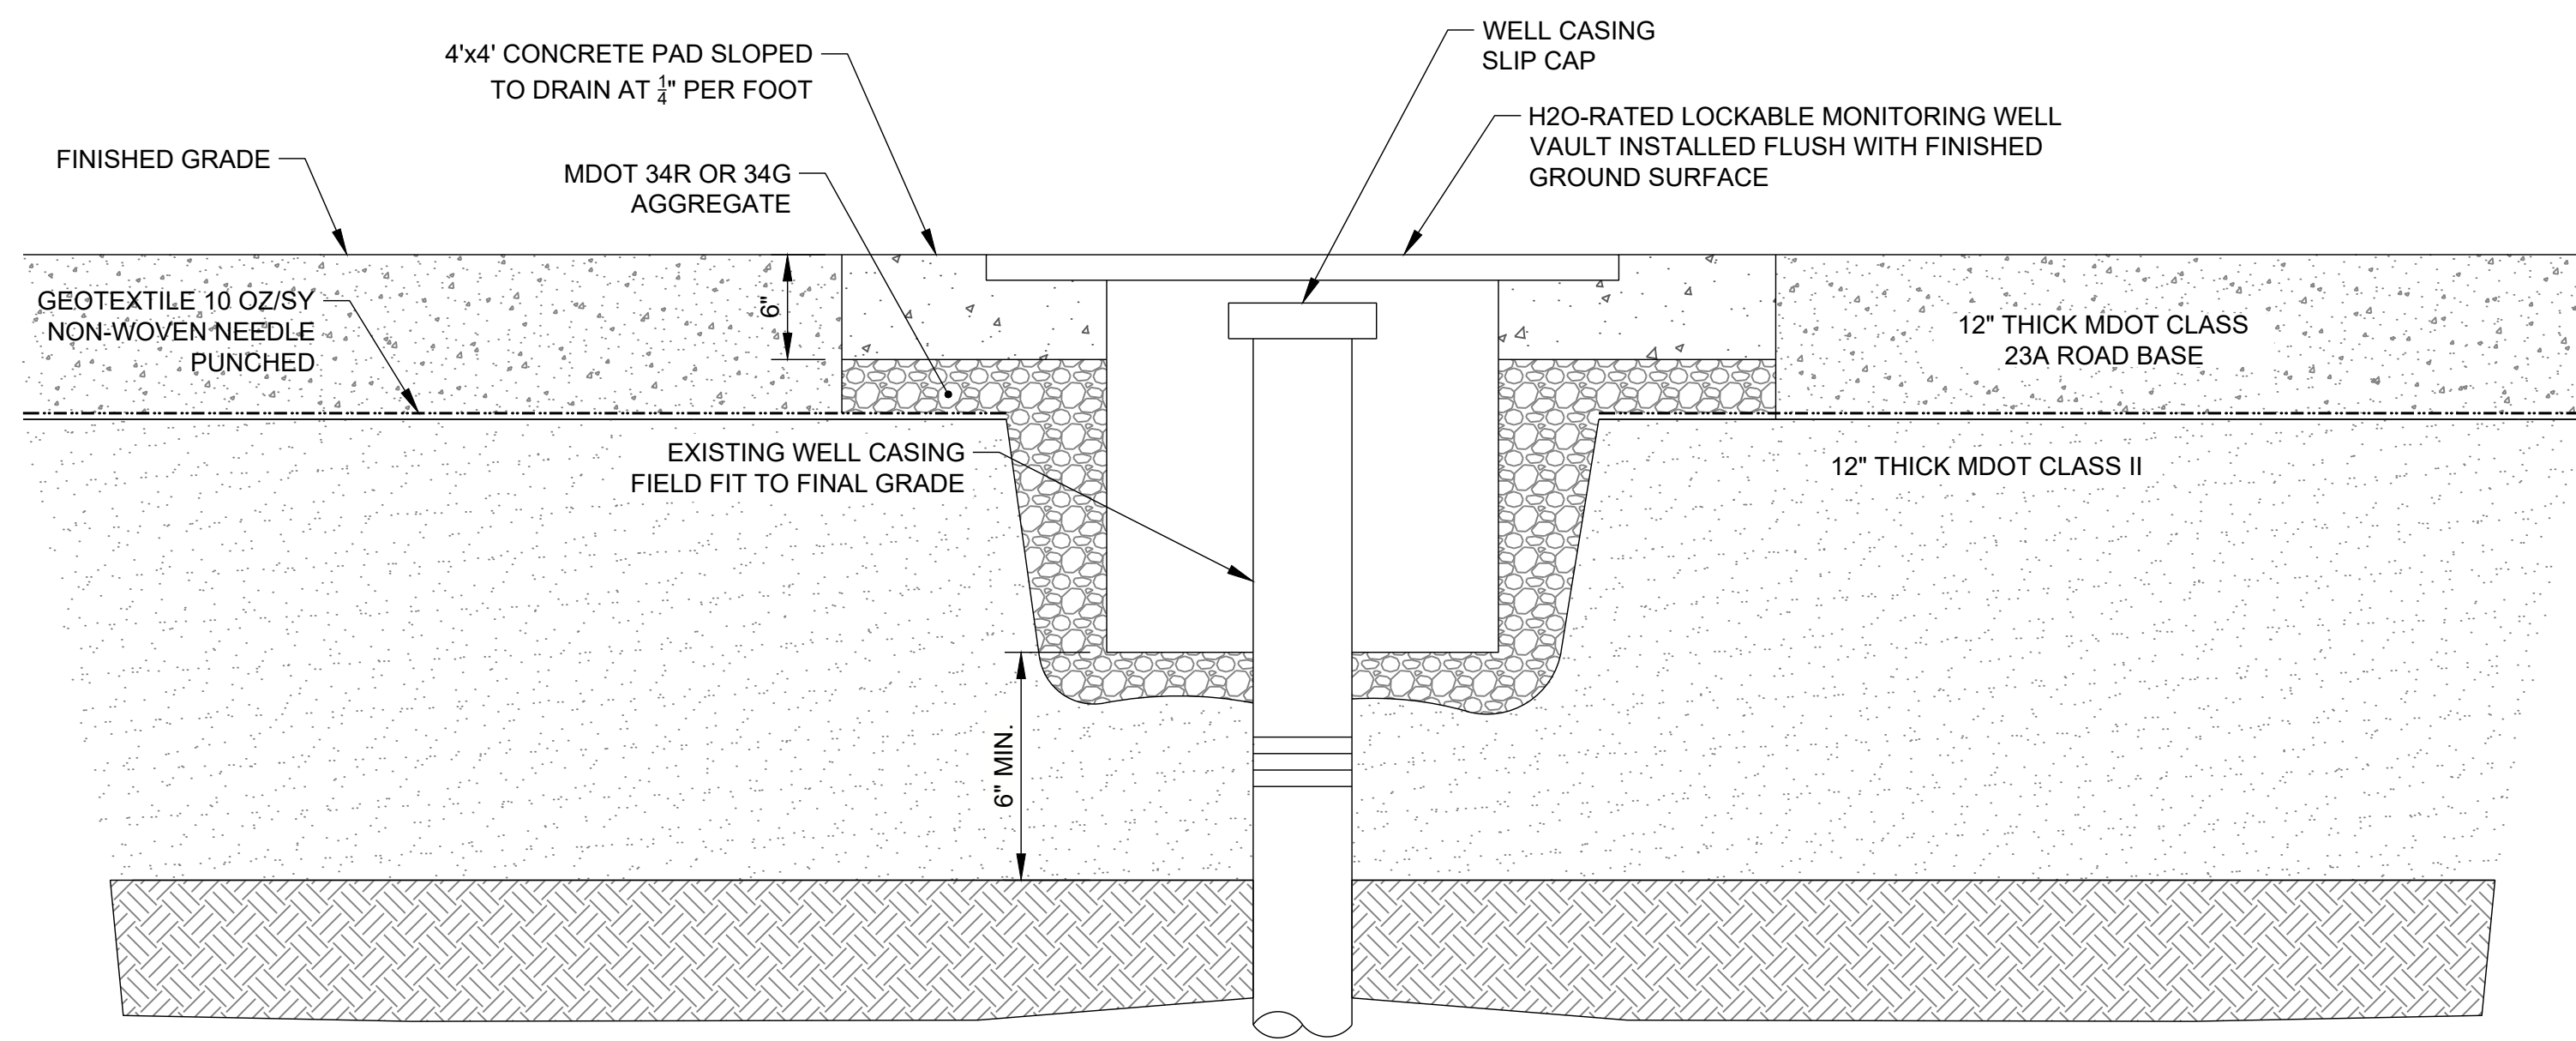 WELL CASING
SLIP CAP
4'x4' CONCRETE PAD SLOPED
TO DRAIN AT 1/4" PER FOOT
H2O-RATED LOCKABLE MONITORING WELL
VAULT INSTALLED FLUSH WITH FINISHED
GROUND SURFACE
FINISHED GRADE
MDOT 34R OR 34G
AGGREGATE
GEOTEXTILE 10 OZ/SY
NON-WOVEN NEEDLE
PUNCHED
6"
12" THICK MDOT CLASS
23A ROAD BASE
EXISTING WELL CASING
FIELD FIT TO FINAL GRADE
12" THICK MDOT CLASS II
6" MIN.